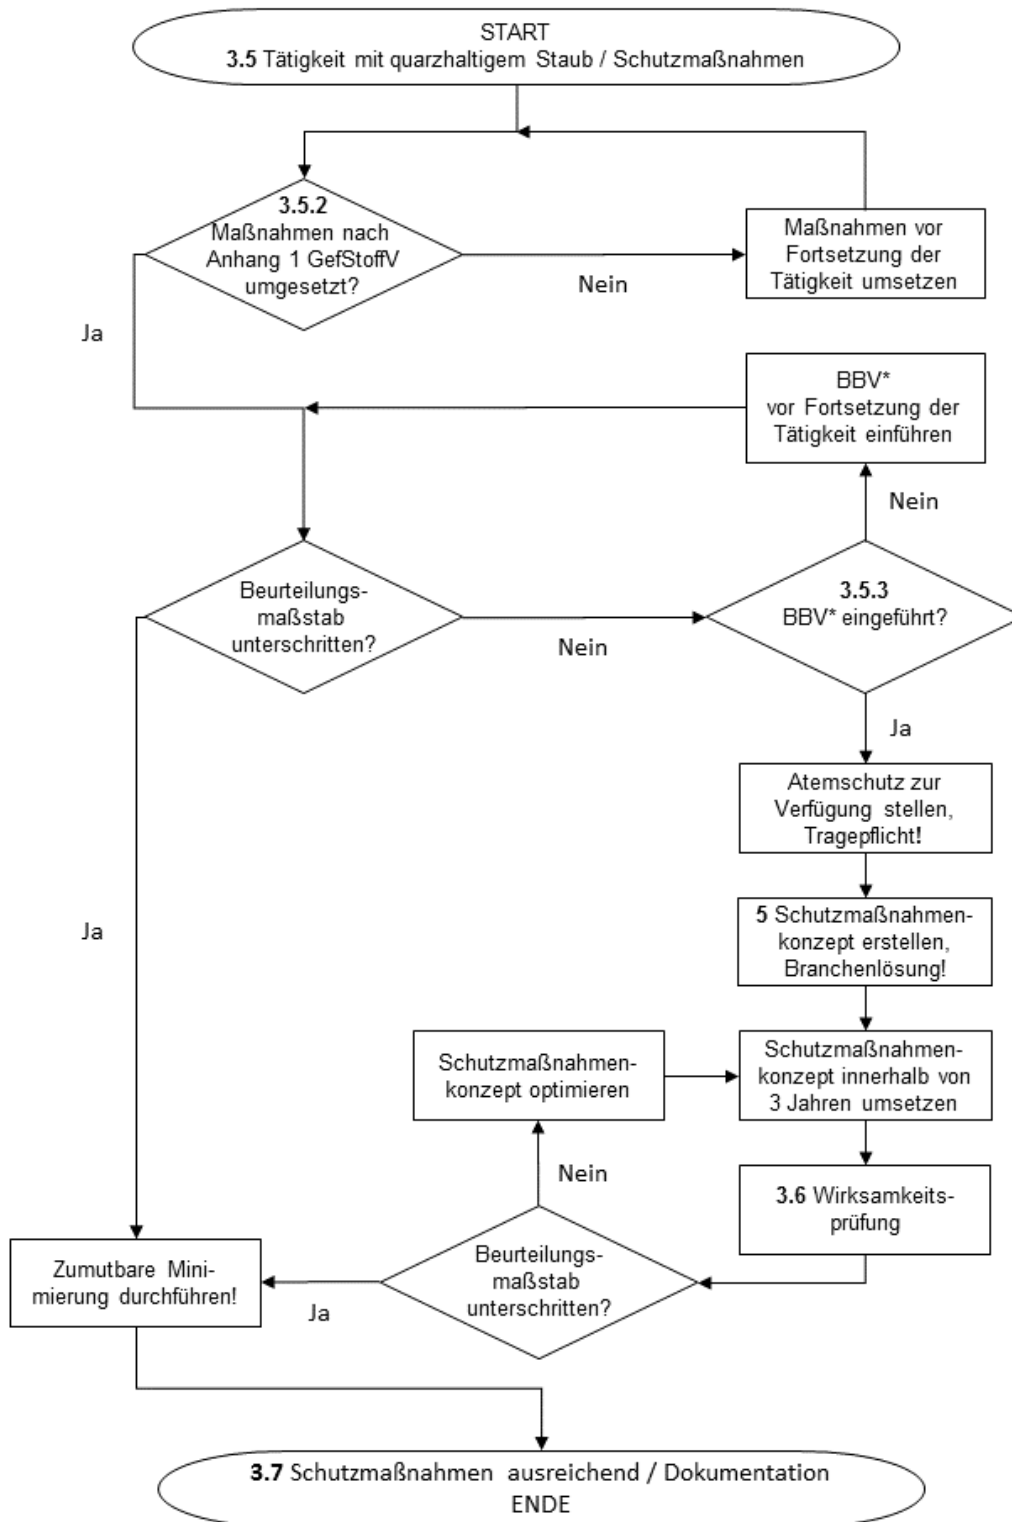 START
3.5 Tätigkeit mit quarzhaltigem Staub / Schutzmaßnahmen
3.5.2
Maßnahmen nach
Anhang 1 GefStoffV
umgesetzt?
Nein
Maßnahmen vor
Fortsetzung der
Tätigkeit umsetzen
Ja
BBV*
vor Fortsetzung der
Tätigkeit einführen
Nein
Beurteilungs-
maßstab
unterschritten?
Nein
3.5.3
BBV* eingeführt?
Ja
Atemschutz zur
Verfügung stellen,
Tragepflicht!
Ja
5 Schutzmaßnahmen-
konzept erstellen,
Branchenlösung!
Schutzmaßnahmen-
konzept optimieren
Schutzmaßnahmen-
konzept innerhalb von
3 Jahren umsetzen
Nein
3.6 Wirksamkeits-
prüfung
Zumutbare Mini-
mierung durchführen!
Ja
Beurteilungs-
maßstab
unterschritten?
3.7 Schutzmaßnahmen ausreichend / Dokumentation
ENDE